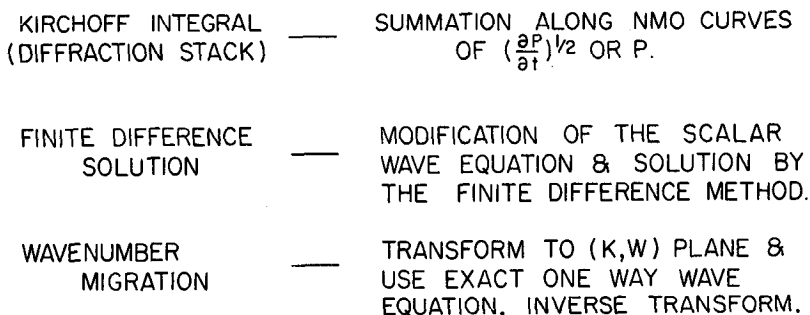 KIRCHOFF INTEGRAL
(DIFFRACTION STACK)
SUMMATION ALONG NMO CURVES
OF (∂P/∂t)^1/2 OR P.
FINITE DIFFERENCE
SOLUTION
MODIFICATION OF THE SCALAR
WAVE EQUATION & SOLUTION BY
THE FINITE DIFFERENCE METHOD.
WAVENUMBER
MIGRATION
TRANSFORM TO (K,W) PLANE &
USE EXACT ONE WAY WAVE
EQUATION. INVERSE TRANSFORM.